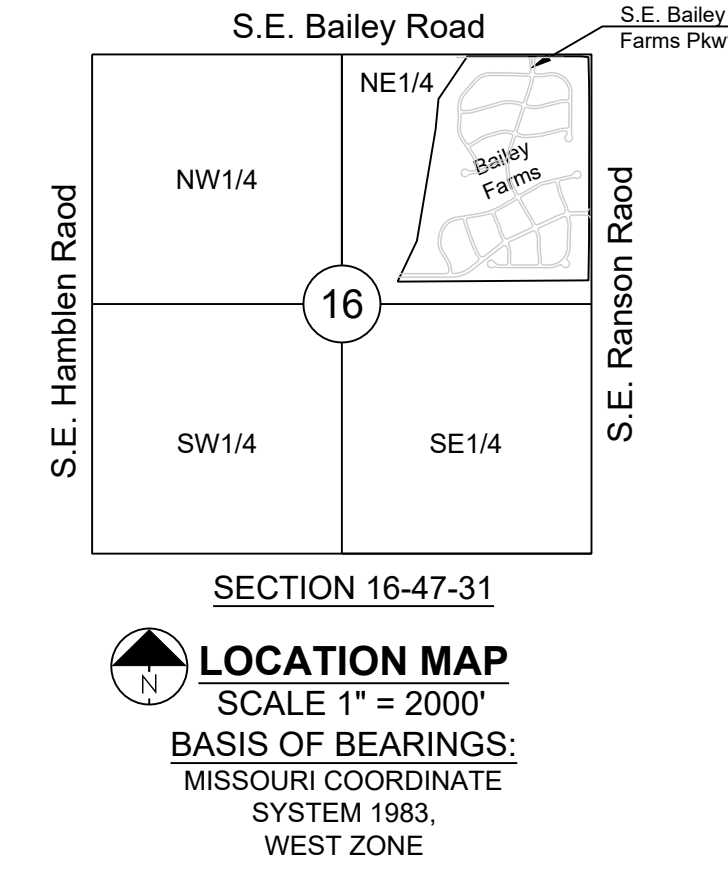 S.E. Bailey Road
S.E. Bailey
Farms Pkw
NE1/4
NW1/4
Bailey
Farms
S.E. Hamblen Raod
S.E. Ranson Raod
16
SW1/4
SE1/4
SECTION 16-47-31
N
LOCATION MAP
SCALE 1" = 2000'
BASIS OF BEARINGS:
MISSOURI COORDINATE
SYSTEM 1983,
WEST ZONE